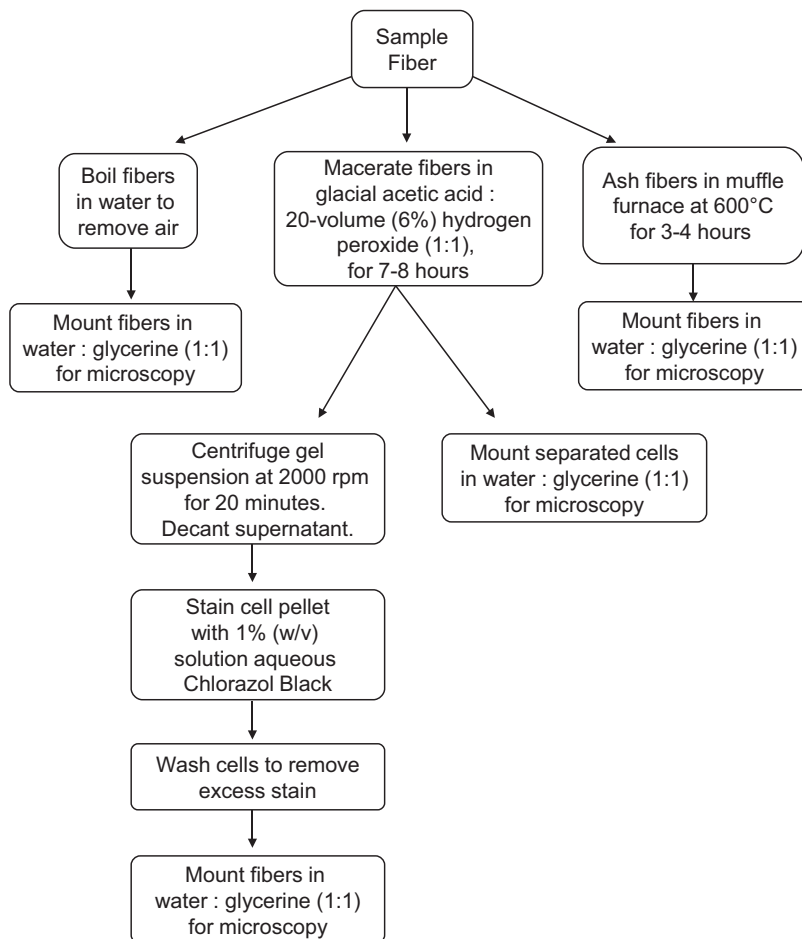 Sample
Fiber
Boil fibers
in water to
remove air
Macerate fibers in
glacial acetic acid :
20-volume (6%) hydrogen
peroxide (1:1),
for 7-8 hours
Ash fibers in muffle
furnace at 600°C
for 3-4 hours
Mount fibers in
water : glycerine (1:1)
for microscopy
Mount fibers in
water : glycerine (1:1)
for microscopy
Centrifuge gel
suspension at 2000 rpm
for 20 minutes.
Decant supernatant.
Mount separated cells
in water : glycerine (1:1)
for microscopy
Stain cell pellet
with 1% (w/v)
solution aqueous
Chlorazol Black
Wash cells to remove
excess stain
Mount fibers in
water : glycerine (1:1)
for microscopy